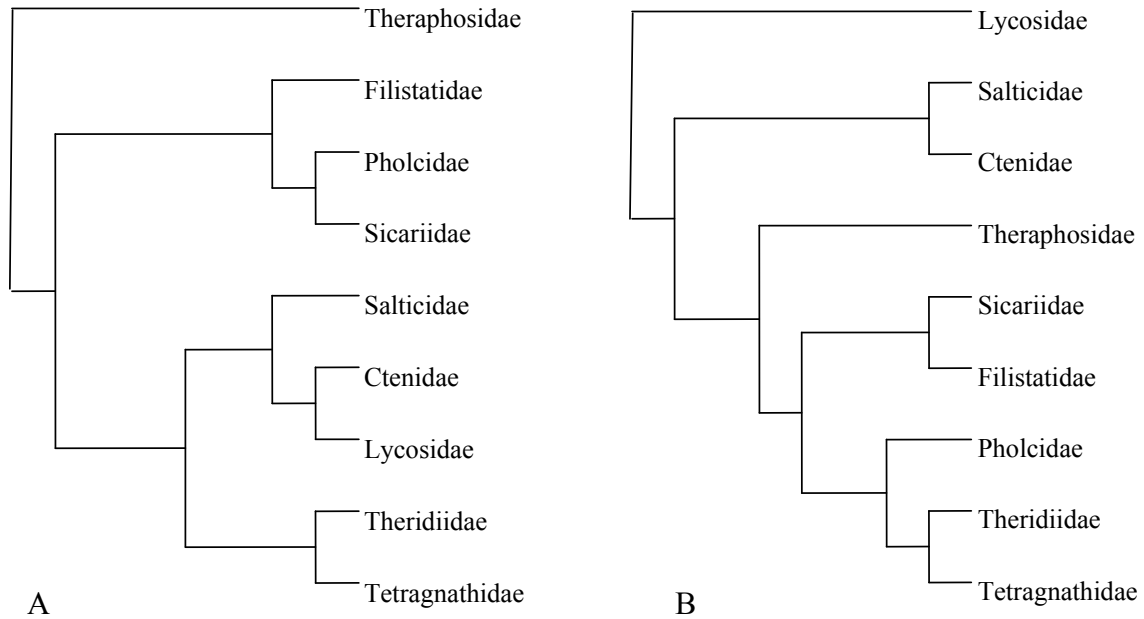 Theraphosidae
Filistatidae
Pholcidae
Sicariidae
Salticidae
Ctenidae
Lycosidae
Theridiidae
Tetragnathidae
A
Lycosidae
Salticidae
Ctenidae
Theraphosidae
Sicariidae
Filistatidae
Pholcidae
Theridiidae
Tetragnathidae
B